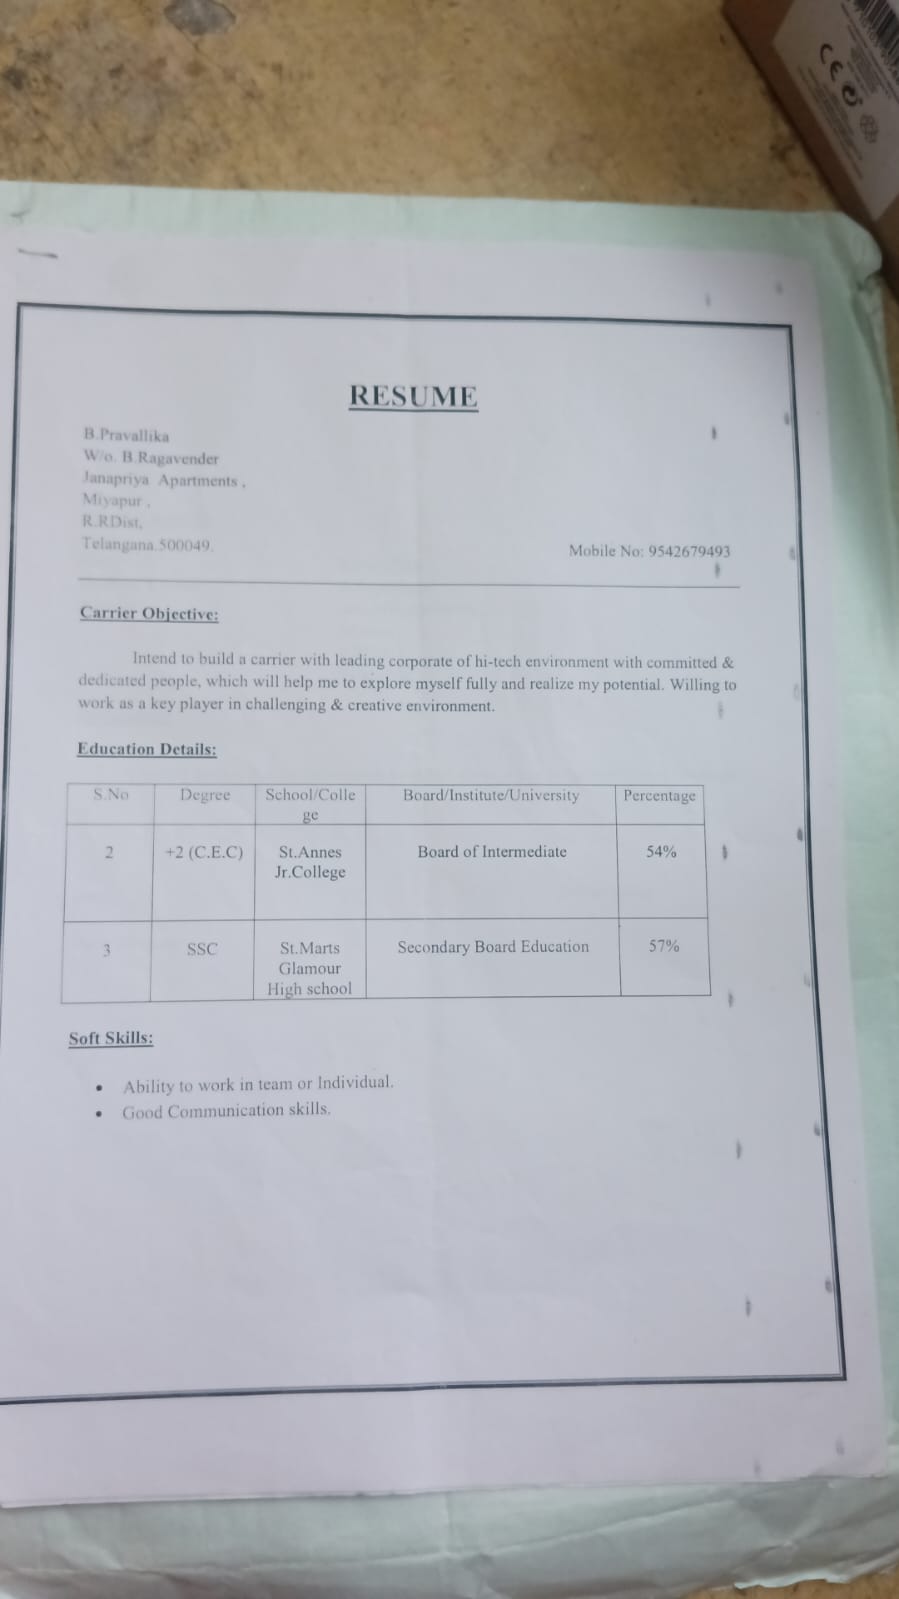 RESUME
B.Pravallika
W/o. B.Ragavender
Janapriya Apartments ,
Miyapur ,
R.RDist,
Telangana.500049.
Mobile No: 9542679493
Carrier Objective:
Intend to build a carrier with leading corporate of hi-tech environment with committed &
dedicated people, which will help me to explore myself fully and realize my potential. Willing to
work as a key player in challenging & creative environment.
Education Details:
S.No Degree School/Colle Board/Institute/University Percentage
ge
2 +2 (C.E.C) St.Annes Board of Intermediate 54%
Jr.College
3 SSC St.Marts Secondary Board Education 57%
Glamour
High school
Soft Skills:
• Ability to work in team or Individual.
• Good Communication skills.
CE